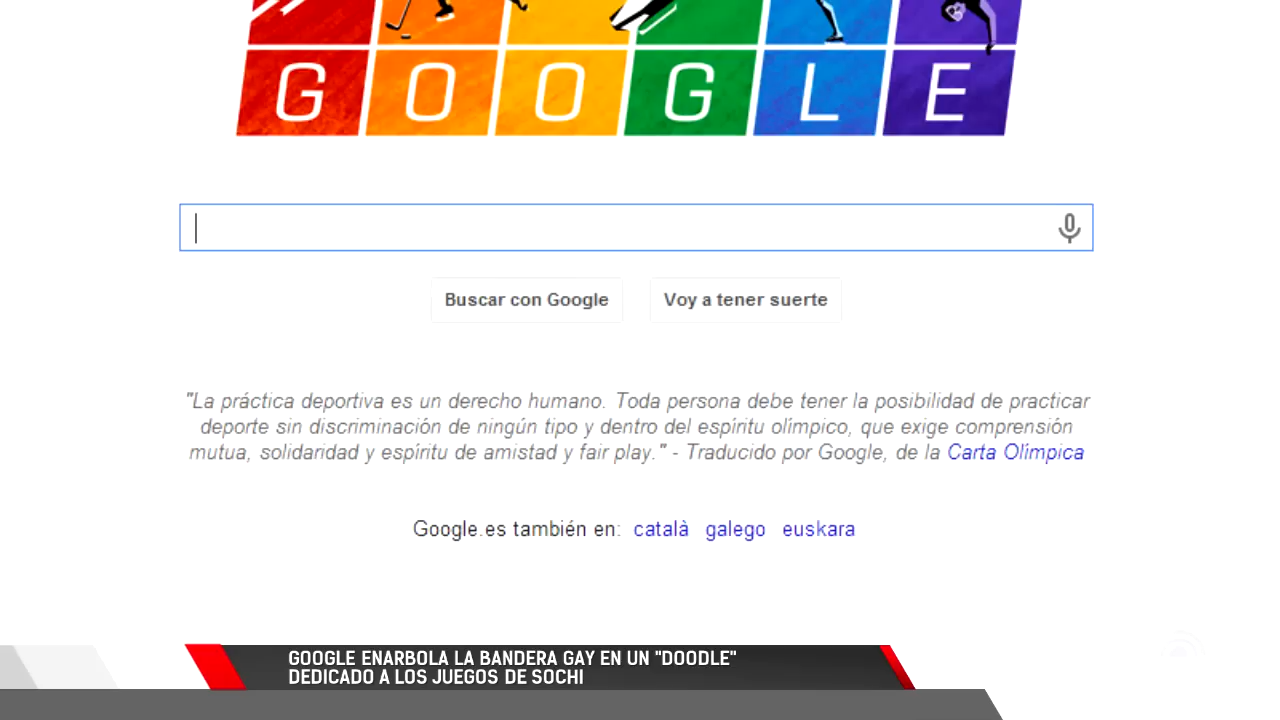 GOOGLE
Buscar con Google Voy a tener suerte
"La práctica deportiva es un derecho humano. Toda persona debe tener la posibilidad de practicar
deporte sin discriminación de ningún tipo y dentro del espíritu olímpico, que exige comprensión
mutua, solidaridad y espíritu de amistad y fair play." - Traducido por Google, de la Carta Olímpica
Google.es también en: català galego euskara
GOOGLE ENARBOLA LA BANDERA GAY EN UN "DOODLE"
DEDICADO A LOS JUEGOS DE SOCHI